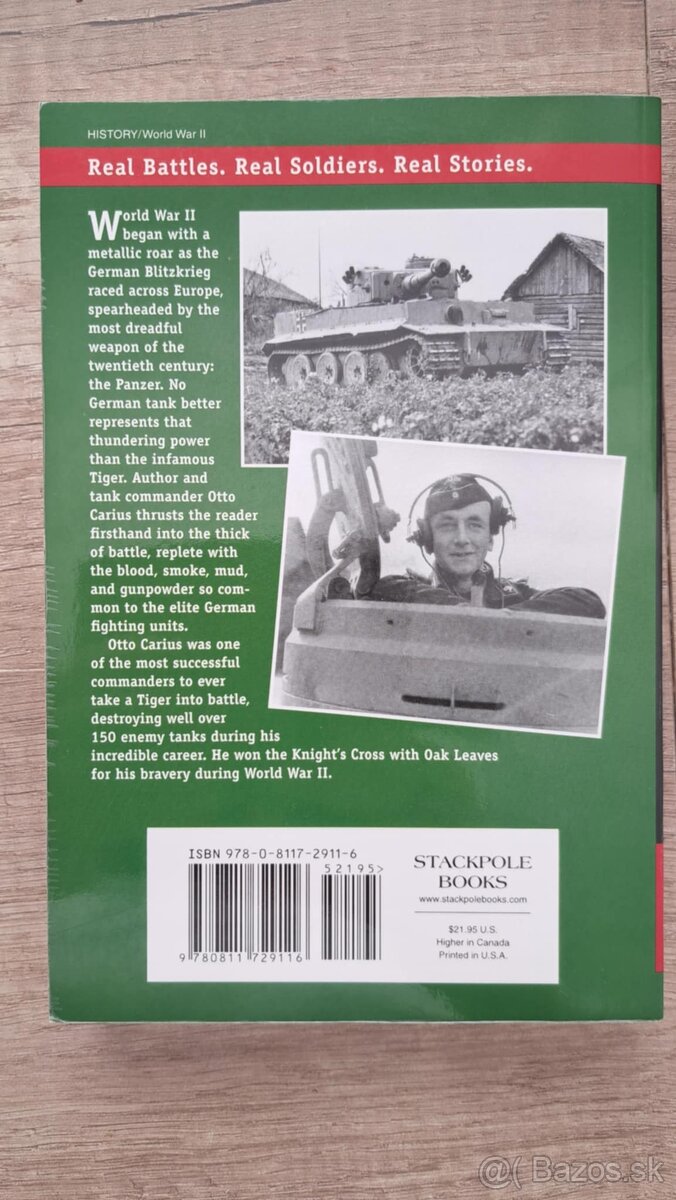 HISTORY/World War II
Real Battles. Real Soldiers. Real Stories.
World War II
began with a
metallic roar as the
German Blitzkrieg
raced across Europe,
spearheaded by the
most dreadful
weapon of the
twentieth century:
the Panzer. No
German tank better
represents that
thundering power
than the infamous
Tiger. Author and
tank commander Otto
Carius thrusts the reader
firsthand into the thick
of battle, replete with
the blood, smoke, mud,
and gunpowder so com-
mon to the elite German
fighting units.
Otto Carius was one
of the most successful
commanders to ever
take a Tiger into battle,
destroying well over
150 enemy tanks during his
incredible career. He won the Knight's Cross with Oak Leaves
for his bravery during World War II.
ISBN 978-0-8117-2911-6
52195>
9 780811 729116
STACKPOLE
BOOKS
www.stackpolebooks.com
$21.95 U.S.
Higher in Canada
Printed in U.S.A.
@( Bazos.sk